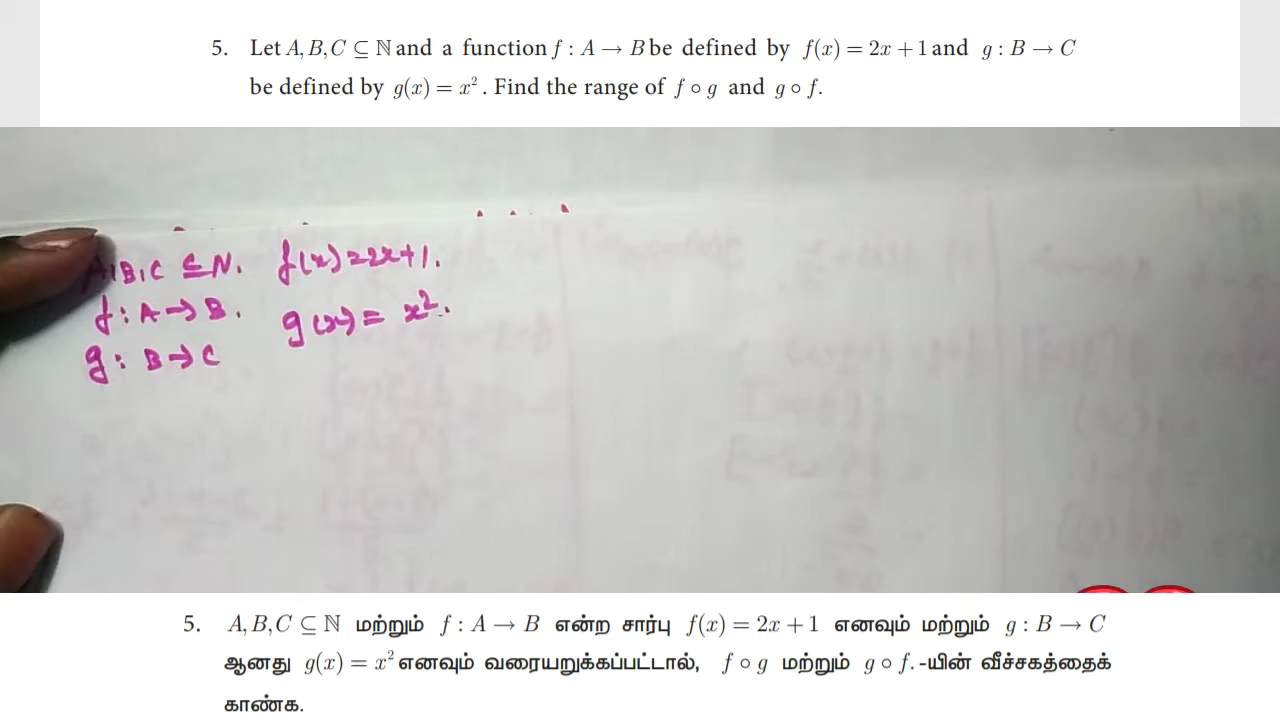 5. Let A, B, C ⊆ ℕ and a function f : A → B be defined by f(x) = 2x + 1 and g : B → C
be defined by g(x) = x². Find the range of f ∘ g and g ∘ f.
A,B,C ⊆ N. f(x)=2x+1.
f: A→B. g(x)= x².
g: B→C
5. A, B, C ⊆ ℕ மற்றும் f : A → B என்ற சார்பு f(x) = 2x + 1 எனவும் மற்றும் g : B → C
ஆனது g(x) = x² எனவும் வரையறுக்கப்பட்டால், f ∘ g மற்றும் g ∘ f. -யின் வீச்சகத்தைக்
காண்க.